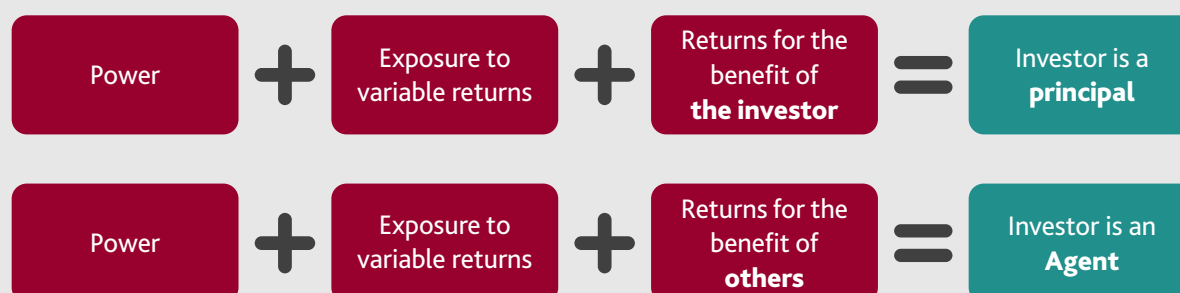 Power
+
Exposure to
variable returns
+
Returns for the
benefit of
the investor
=
Investor is a
principal
Power
+
Exposure to
variable returns
+
Returns for the
benefit of
others
=
Investor is an
Agent